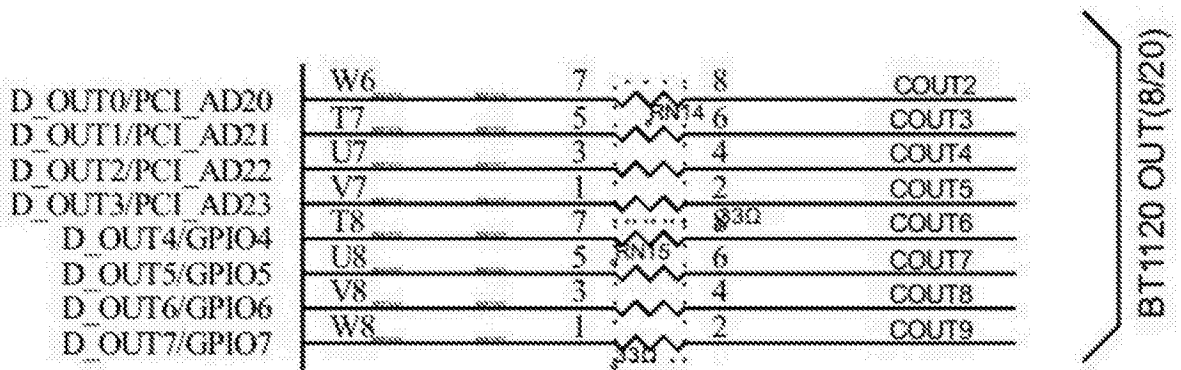 D_OUT0/PCI_AD20 W6 7 8 COUT2
RN14
D_OUT1/PCI_AD21 T7 5 6 COUT3
D_OUT2/PCI_AD22 U7 3 4 COUT4
D_OUT3/PCI_AD23 V7 1 2 COUT5
33Ω
D_OUT4/GPIO4 T8 7 8 COUT6
RN15
D_OUT5/GPIO5 U8 5 6 COUT7
D_OUT6/GPIO6 V8 3 4 COUT8
D_OUT7/GPIO7 W8 1 2 COUT9
33Ω
BT1120 OUT(8/20)